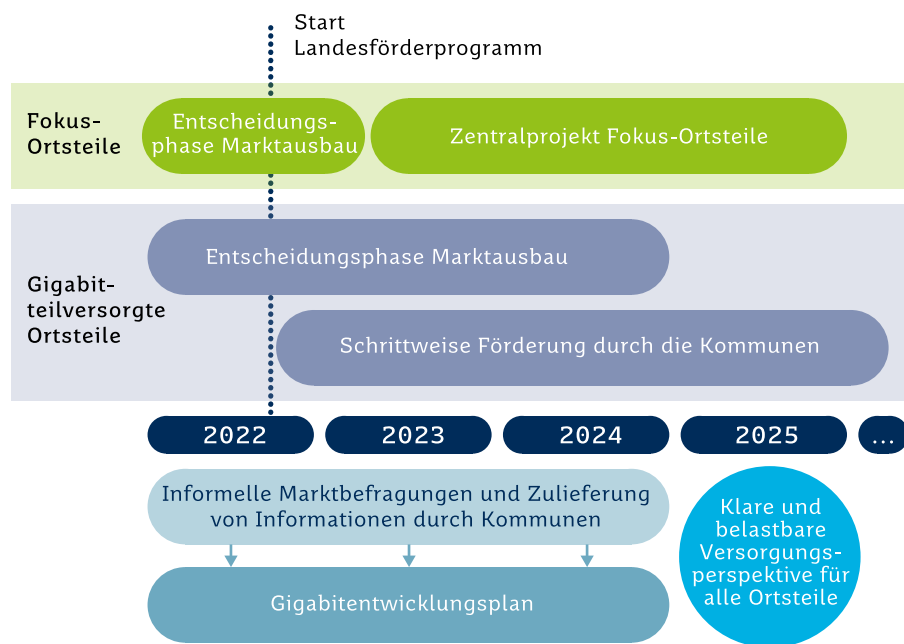 Start
Landesförderprogramm
Fokus-
Ortsteile
Entscheidungs-
phase Marktausbau
Zentralprojekt Fokus-Ortsteile
Gigabit-
teilversorgte
Ortsteile
Entscheidungsphase Marktausbau
Schrittweise Förderung durch die Kommunen
2022
2023
2024
2025
...
Informelle Marktbefragungen und Zulieferung
von Informationen durch Kommunen
Gigabitentwicklungsplan
Klare und
belastbare
Versorgungs-
perspektive für
alle Ortsteile